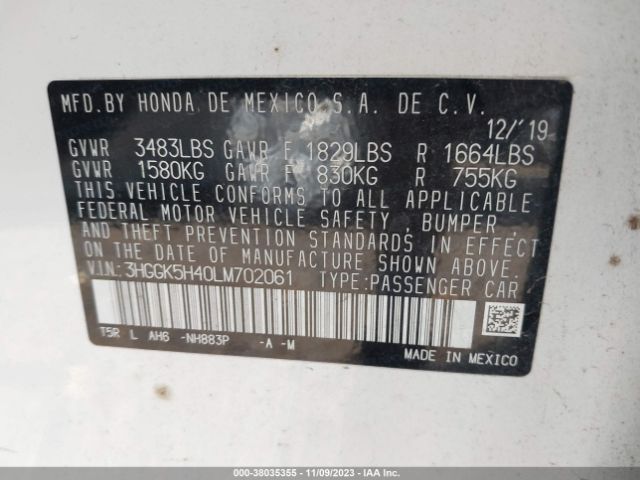 MFD.BY HONDA DE MEXICO S.A. DE C.V.
12/'19
GVWR 3483LBS GAWR F 1829LBS R 1664LBS
GVWR 1580KG GAWR F 830KG R 755KG
THIS VEHICLE CONFORMS TO ALL APPLICABLE
FEDERAL MOTOR VEHICLE SAFETY , BUMPER ,
AND THEFT PREVENTION STANDARDS IN EFFECT
ON THE DATE OF MANUFACTURE SHOWN ABOVE.
V.I.N: 3HGGK5H40LM702061 TYPE:PASSENGER CAR
T5R L AH6 -NH883P -A -M
MADE IN MEXICO
000-38035355 - 11/09/2023 - IAA Inc.